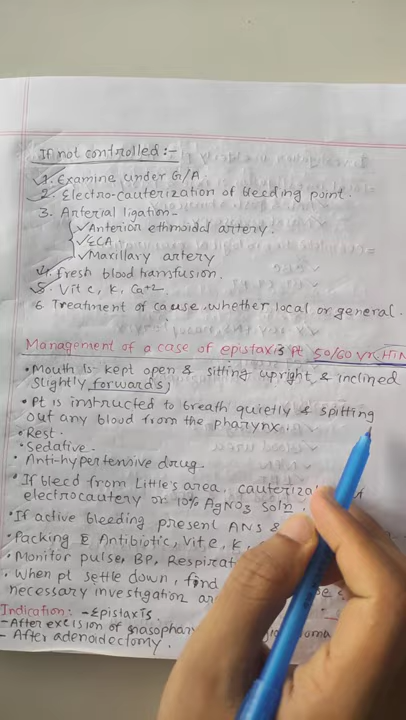 If not controlled :-
1. Examine under G/A.
2. Electro-cauterization of bleeding point.
3. Arterial ligation-
Anterior ethmoidal artery.
ECA
Maxillary artery
4. Fresh blood transfusion.
5. Vit C, K, Ca+2.
6. Treatment of cause whether local or general.
Management of a case of epistaxis pt 50/60 yr HTN
• Mouth is kept open & sitting upright & inclined
slightly forwards
• Pt is instructed to breath quietly & spitting
out any blood from the pharynx.
• Rest.
• Sedative.
• Anti-hypertensive drug.
• If bleed from Little's area, cauteriza
electrocautery or 10% AgNO3 soln.
• If active bleeding present ANS &
• Packing c Antibiotic, Vit C, K.
• Monitor pulse, BP, Respirat
• When pt settle down, find
necessary investigation ar
Indication: - Epistaxis.
- After excision of nasophar
- After adenoidectomy.